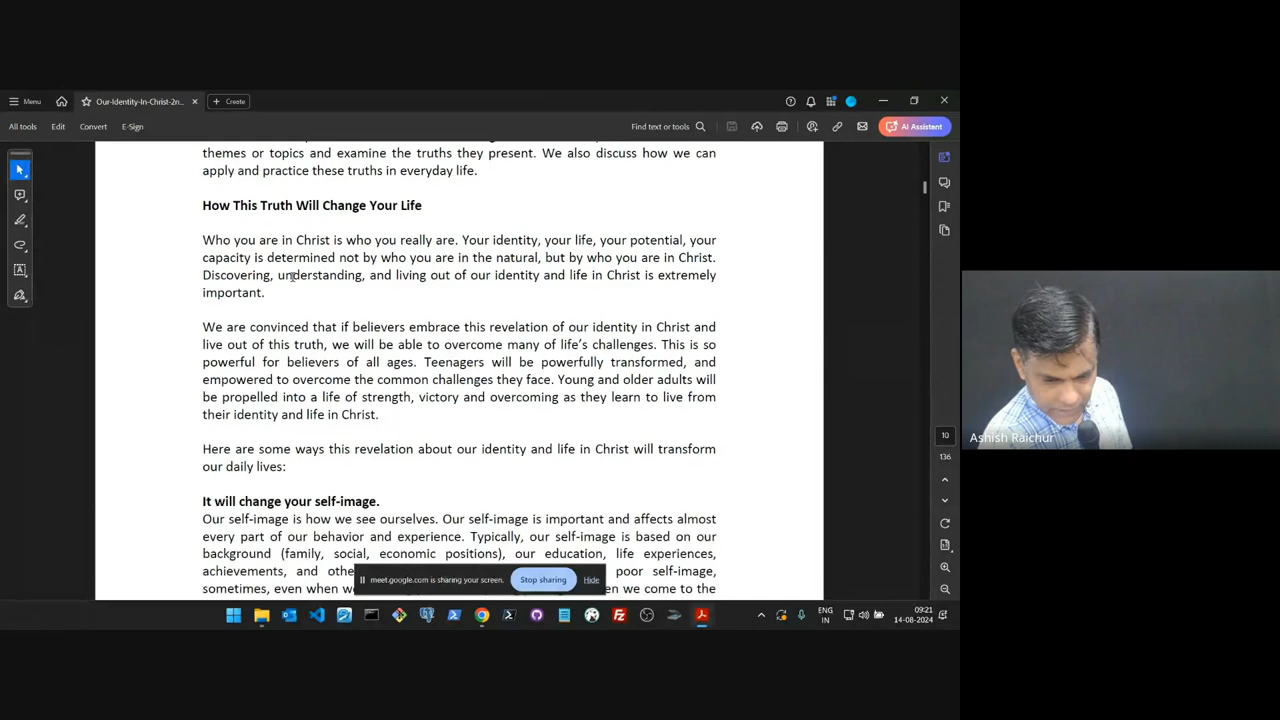 Menu
Our-Identity-In-Christ-2n...
Create
All tools
Edit
Convert
E-Sign
Find text or tools
AI Assistant
themes or topics and examine the truths they present. We also discuss how we can
apply and practice these truths in everyday life.
How This Truth Will Change Your Life
Who you are in Christ is who you really are. Your identity, your life, your potential, your
capacity is determined not by who you are in the natural, but by who you are in Christ.
Discovering, understanding, and living out of our identity and life in Christ is extremely
important.
We are convinced that if believers embrace this revelation of our identity in Christ and
live out of this truth, we will be able to overcome many of life's challenges. This is so
powerful for believers of all ages. Teenagers will be powerfully transformed, and
empowered to overcome the common challenges they face. Young and older adults will
be propelled into a life of strength, victory and overcoming as they learn to live from
their identity and life in Christ.
Here are some ways this revelation about our identity and life in Christ will transform
our daily lives:
It will change your self-image.
Our self-image is how we see ourselves. Our self-image is important and affects almost
every part of our behavior and experience. Typically, our self-image is based on our
background (family, social, economic positions), our education, life experiences,
achievements, and othe poor self-image,
sometimes, even when w en we come to the
meet.google.com is sharing your screen.
Stop sharing
Hide
10
136
Ashish Raichur
ENG
IN
09:21
14-08-2024